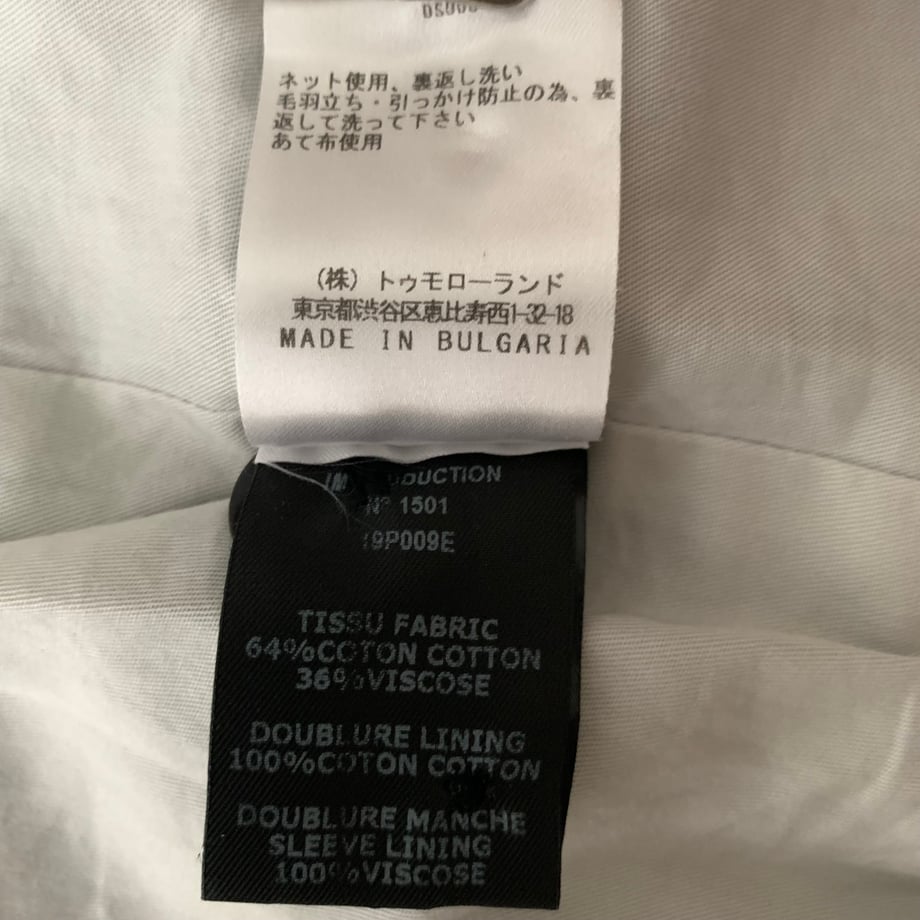 ネット使用、裏返し洗い
毛羽立ち・引っかけ防止の為、裏
返して洗って下さい
あて布使用
（株）トゥモローランド
東京都渋谷区恵比寿西1-32-18
MADE IN BULGARIA
N° 1501
19P009E
TISSU FABRIC
64%COTON COTTON
36%VISCOSE
DOUBLURE LINING
100%COTON COTTON
DOUBLURE MANCHE
SLEEVE LINING
100%VISCOSE